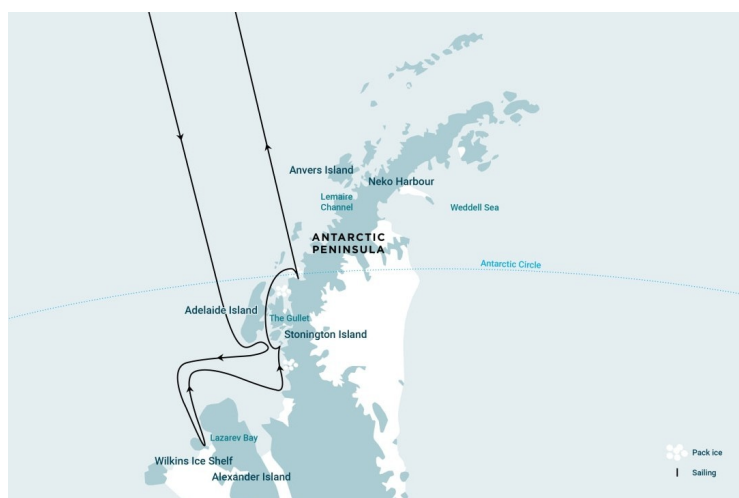 Anvers Island
Neko Harbour
Lemaire
Channel
Weddell Sea
ANTARCTIC
PENINSULA
Antarctic Circle
Adelaide Island
The Gullet
Stonington Island
Lazarev Bay
Wilkins Ice Shelf
Alexander Island
Pack ice
Sailing